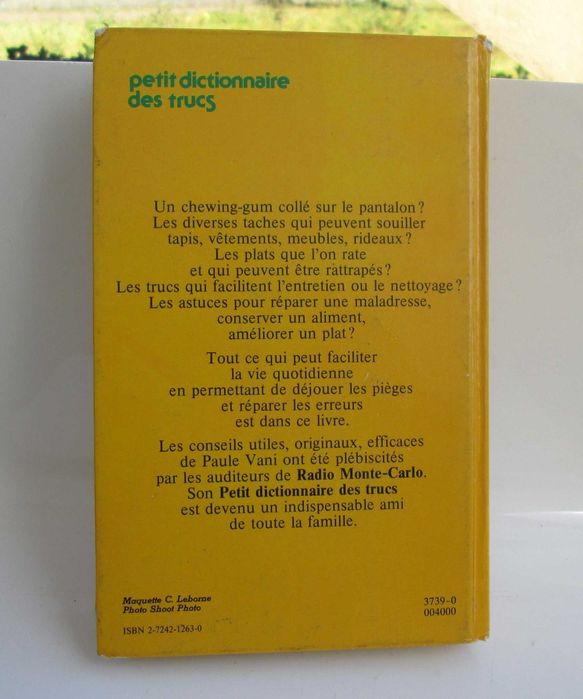 petit dictionnaire
des trucs
Un chewing-gum collé sur le pantalon?
Les diverses taches qui peuvent souiller
tapis, vêtements, meubles, rideaux?
Les plats que l'on rate
et qui peuvent être rattrapés?
Les trucs qui facilitent l'entretien ou le nettoyage?
Les astuces pour réparer une maladresse,
conserver un aliment,
améliorer un plat?
Tout ce qui peut faciliter
la vie quotidienne
en permettant de déjouer les pièges
et réparer les erreurs
est dans ce livre.
Les conseils utiles, originaux, efficaces
de Paule Vani ont été plébiscités
par les auditeurs de Radio Monte-Carlo.
Son Petit dictionnaire des trucs
est devenu un indispensable ami
de toute la famille.
Maquette C. Leborne
Photo Shoot Photo
3739-0
004000
ISBN 2-7242-1263-0